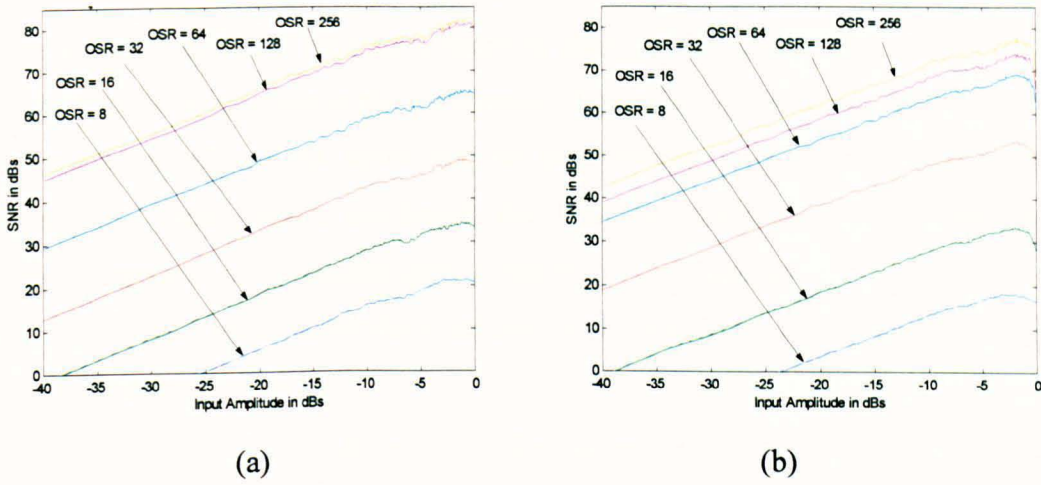 80
70
60
50
40
30
20
10
0
SNR in dBs
OSR = 256
OSR = 64
OSR = 128
OSR = 32
OSR = 16
OSR = 8
-40
-35
-30
-25
-20
-15
-10
-5
0
Input Amplitude in dBs
(a)
80
70
60
50
40
30
20
10
0
SNR in dBs
OSR = 256
OSR = 64
OSR = 128
OSR = 32
OSR = 16
OSR = 8
-40
-35
-30
-25
-20
-15
-10
-5
0
Input Amplitude in dBs
(b)